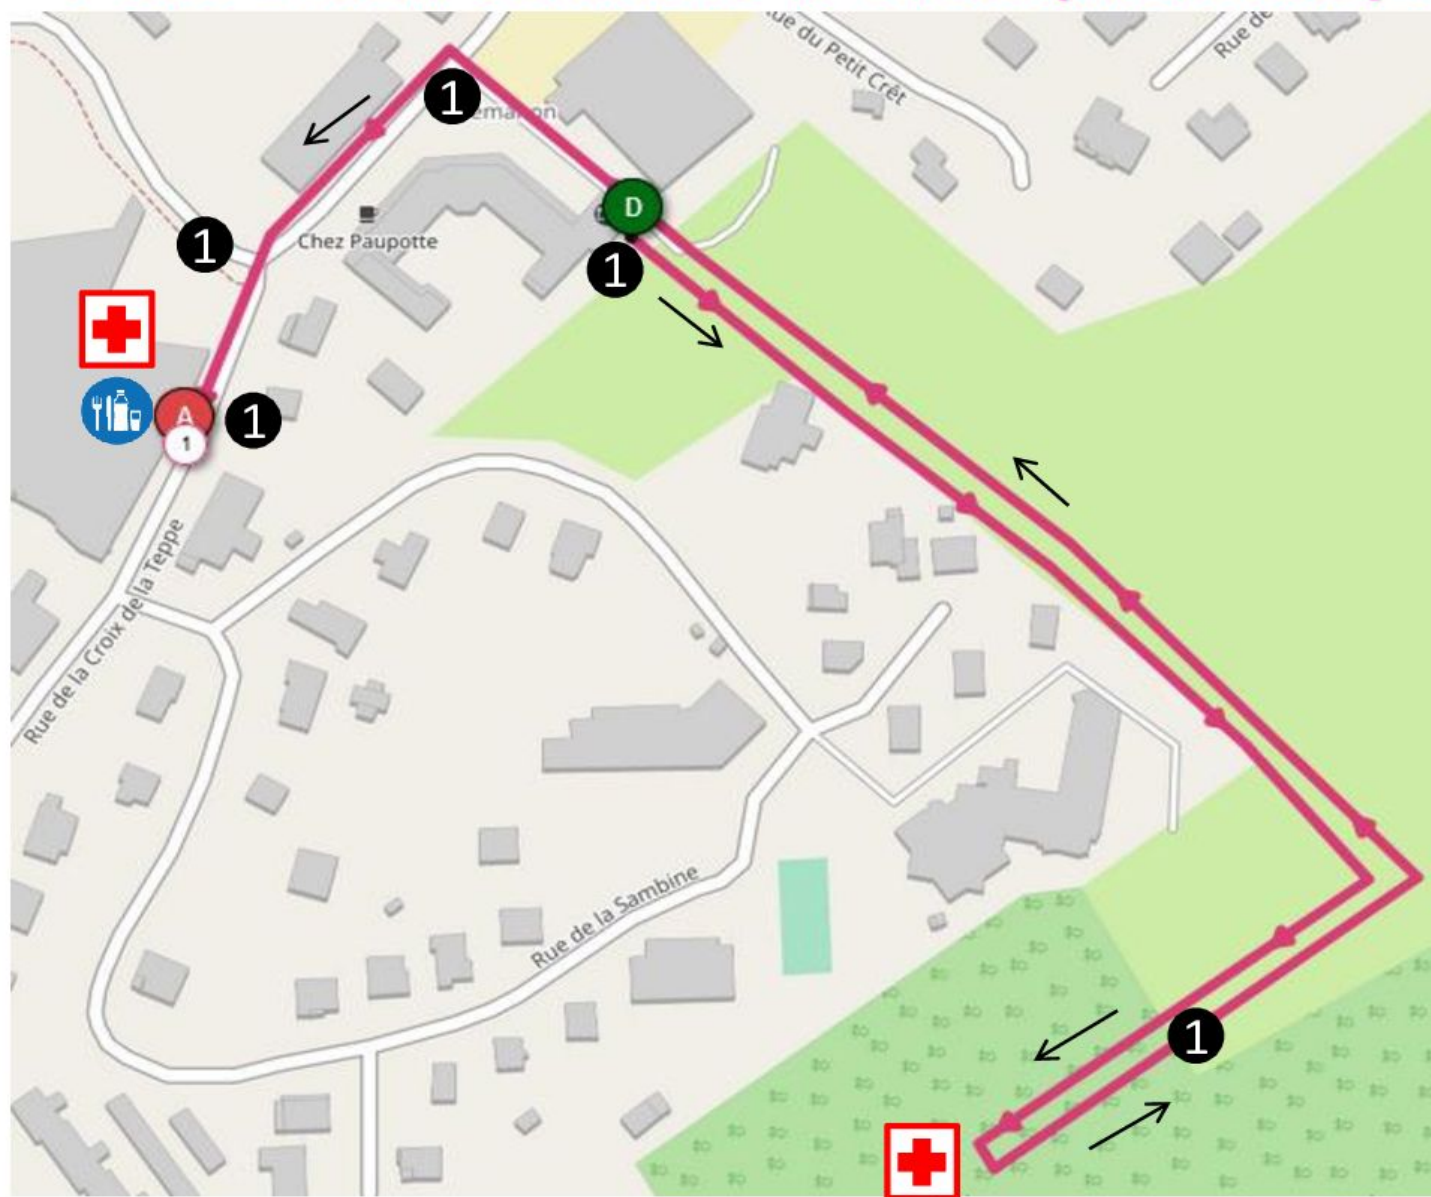 Rue du Petit Crêt
Rue de
1
emanon
D
1
Chez Paupotte
1
A
1
1
Rue de la Croix de la Teppe
Rue de la Sambine
1